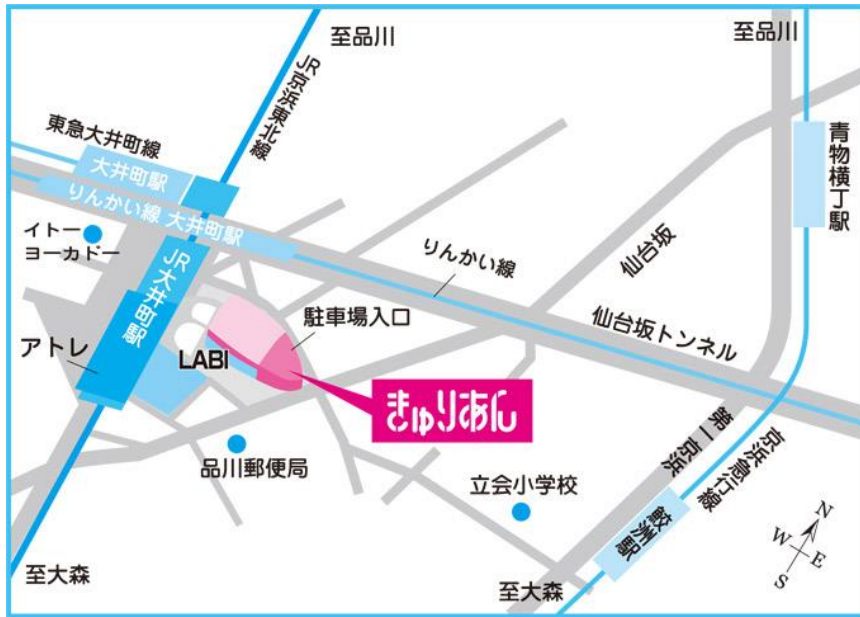 至品川
至品川
JR京浜東北線
東急大井町線
大井町駅
りんかい線 大井町駅
青物横丁駅
イトー
ヨーカドー
JR大井町駅
りんかい線
仙台坂
駐車場入口
仙台坂トンネル
アトレ
LABI
きゅりあん
第一京浜
京浜急行線
品川郵便局
立会小学校
鮫洲駅
N
W
E
S
至大森
至大森